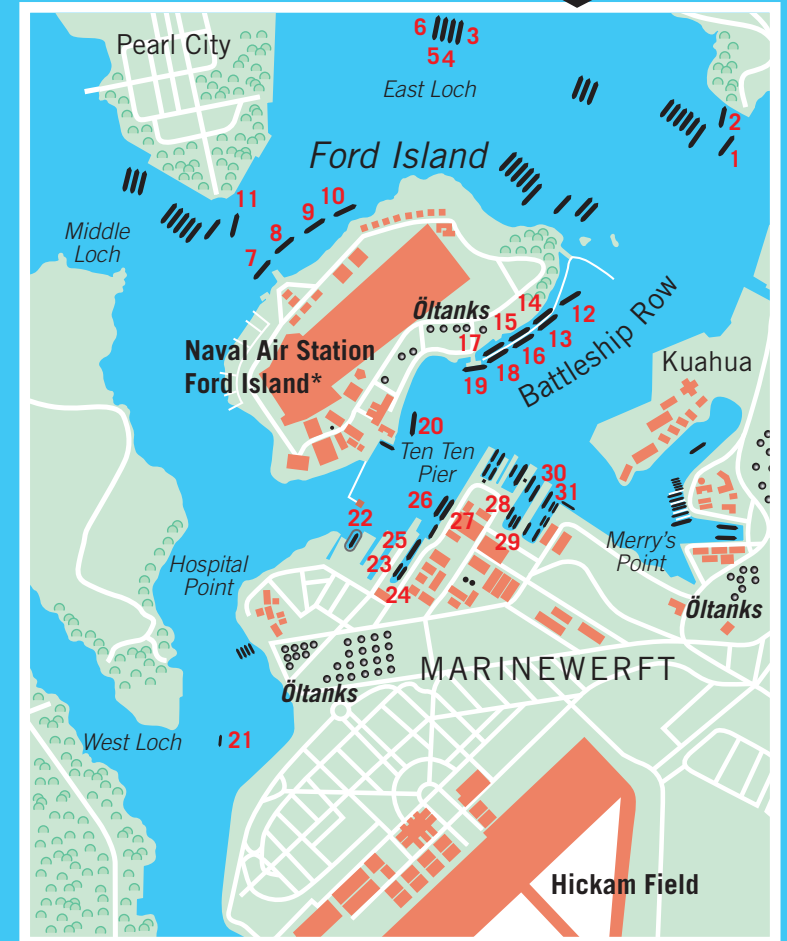 Pearl City
6 3
5 4
East Loch
2
1
Ford Island
11
10
9
8
7
Middle
Loch
Öltanks
14
12
15
13
17
16
18
19
Battleship Row
Naval Air Station
Ford Island*
Kuahua
20
Ten Ten
Pier
30
26
31
28
22
27
25
29
23
24
Hospital
Point
Merry's
Point
Öltanks
MARINEWERFT
Öltanks
West Loch
21
Hickam Field